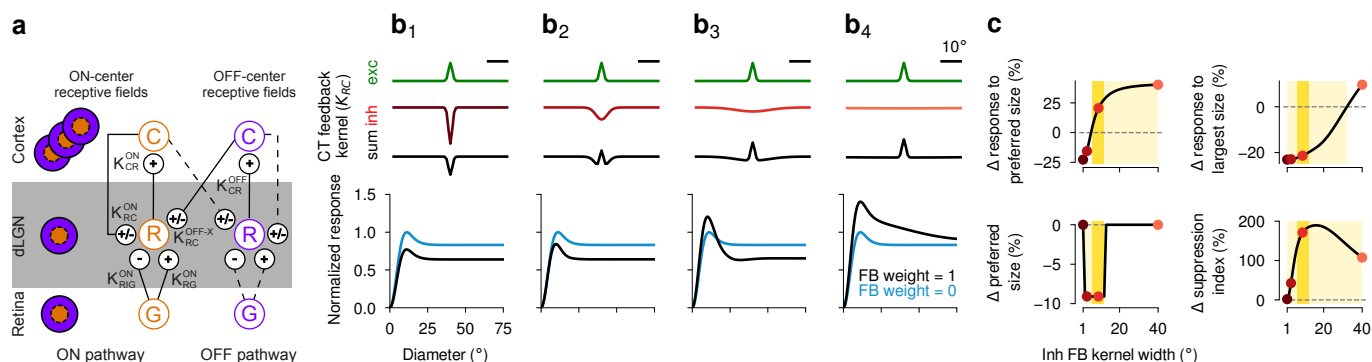 a
ON-center
receptive fields
OFF-center
receptive fields
Cortex
C
C
K_CR^ON
+
+
K_CR^OFF
dLGN
K_RC^ON
+/-
R
+/-
K_RC^OFF-X
+/-
R
+/-
-
+
-
+
K_RIG^ON
K_RG^ON
Retina
G
G
ON pathway
OFF pathway
b1
b2
b3
b4
10°
CT feedback
kernel (K_RC)
sum inh exc
Normalized response
1.5
1.0
0.5
0.0
0
25
50
75
Diameter (°)
FB weight = 1
FB weight = 0
c
Δ response to
preferred size (%)
40
0
−25
Δ response to
largest size (%)
0
−20
Δ preferred
size (%)
0
−5
−10
1
20
40
Δ suppression
index (%)
200
100
0
1
20
40
Inh FB kernel width (°)